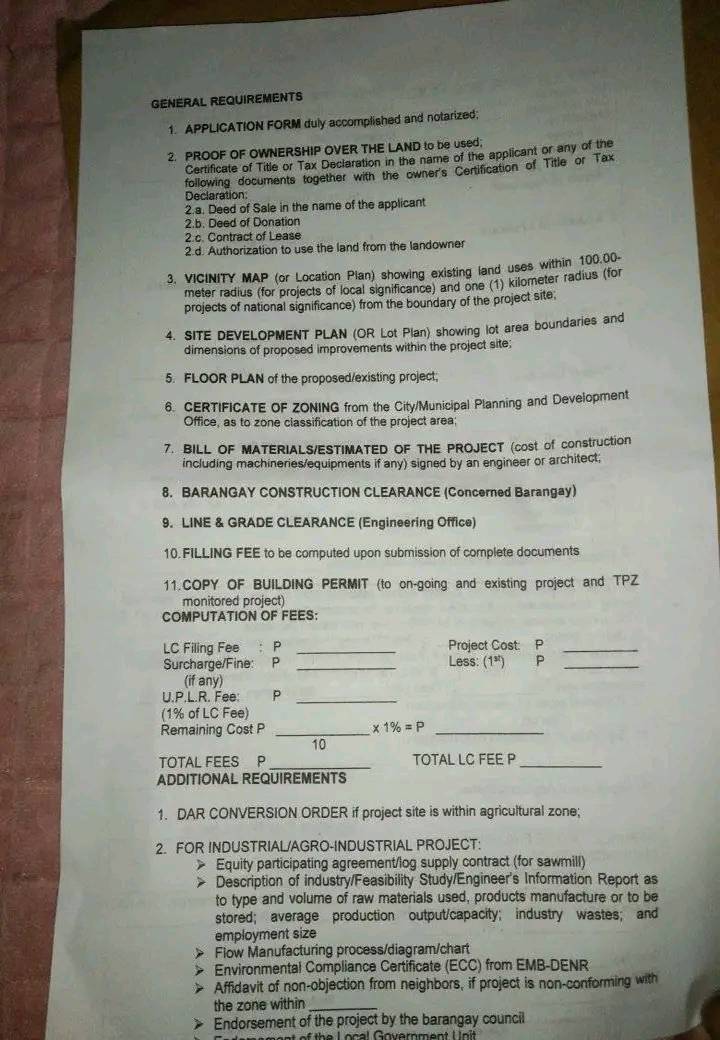 GENERAL REQUIREMENTS
1. APPLICATION FORM duly accomplished and notarized;
2. PROOF OF OWNERSHIP OVER THE LAND to be used;
Certificate of Title or Tax Declaration in the name of the applicant or any of the
following documents together with the owner's Certification of Title or Tax
Declaration;
2.a. Deed of Sale in the name of the applicant
2.b. Deed of Donation
2.c. Contract of Lease
2.d. Authorization to use the land from the landowner
3. VICINITY MAP (or Location Plan) showing existing land uses within 100.00-
meter radius (for projects of local significance) and one (1) kilometer radius (for
projects of national significance) from the boundary of the project site;
4. SITE DEVELOPMENT PLAN (OR Lot Plan) showing lot area boundaries and
dimensions of proposed improvements within the project site;
5. FLOOR PLAN of the proposed/existing project;
6. CERTIFICATE OF ZONING from the City/Municipal Planning and Development
Office, as to zone classification of the project area;
7. BILL OF MATERIALS/ESTIMATED OF THE PROJECT (cost of construction
including machineries/equipments if any) signed by an engineer or architect;
8. BARANGAY CONSTRUCTION CLEARANCE (Concerned Barangay)
9. LINE & GRADE CLEARANCE (Engineering Office)
10. FILLING FEE to be computed upon submission of complete documents
11. COPY OF BUILDING PERMIT (to on-going and existing project and TPZ
monitored project)
COMPUTATION OF FEES:
LC Filing Fee : P ____________ Project Cost: P _________
Surcharge/Fine: P ____________ Less: (1st) P _________
(if any)
U.P.L.R. Fee: P ____________
(1% of LC Fee)
Remaining Cost P ____________ x 1% = P _____________
10
TOTAL FEES P ____________ TOTAL LC FEE P __________
ADDITIONAL REQUIREMENTS
1. DAR CONVERSION ORDER if project site is within agricultural zone;
2. FOR INDUSTRIAL/AGRO-INDUSTRIAL PROJECT:
➢ Equity participating agreement/log supply contract (for sawmill)
➢ Description of industry/Feasibility Study/Engineer's Information Report as
to type and volume of raw materials used, products manufacture or to be
stored; average production output/capacity; industry wastes; and
employment size
➢ Flow Manufacturing process/diagram/chart
➢ Environmental Compliance Certificate (ECC) from EMB-DENR
➢ Affidavit of non-objection from neighbors, if project is non-conforming with
the zone within ________
➢ Endorsement of the project by the barangay council
➢ Endorsement of the Local Government Unit